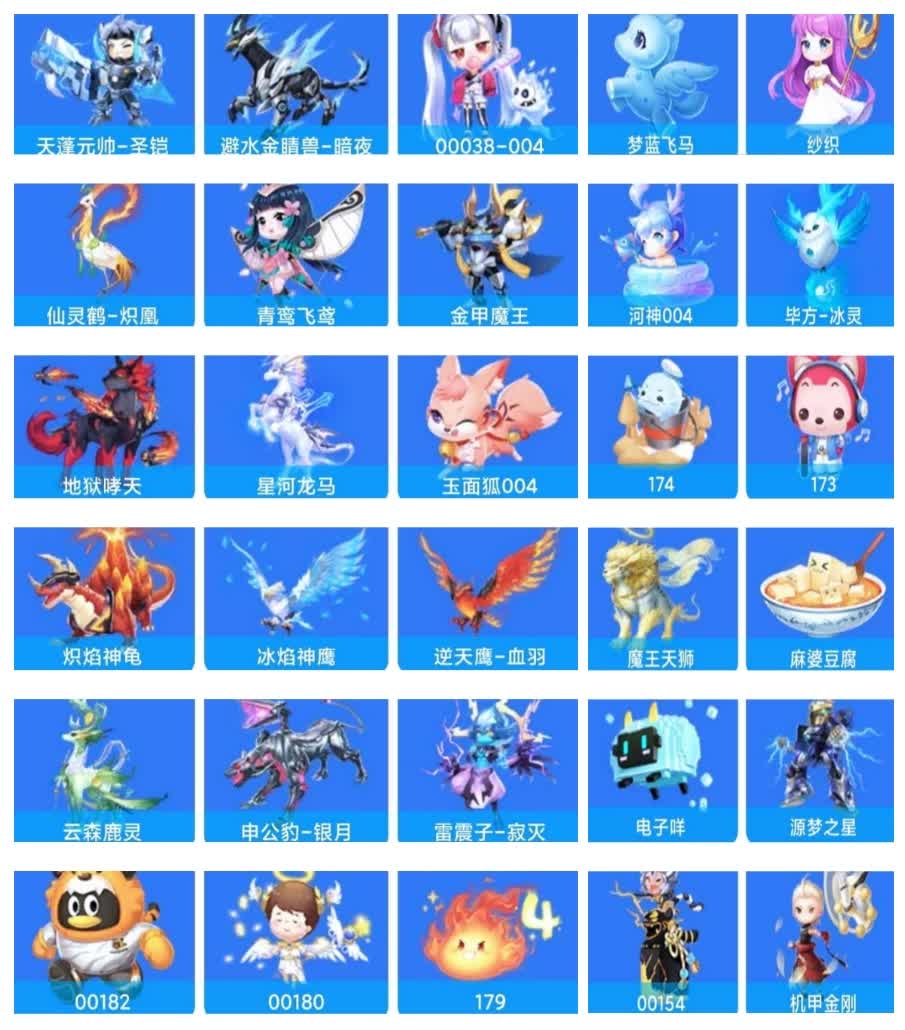 天蓬元帅-圣铠
避水金睛兽-暗夜
00038-004
梦蓝飞马
纱织
仙灵鹤-炽凰
青鸾飞鸢
金甲魔王
河神004
毕方-冰灵
地狱哮天
星河龙马
玉面狐004
174
173
炽焰神龟
冰焰神鹰
逆天鹰-血羽
魔王天狮
麻婆豆腐
云森鹿灵
申公豹-银月
雷震子-寂灭
电子咩
源梦之星
00182
00180
4
179
00154
机甲金刚